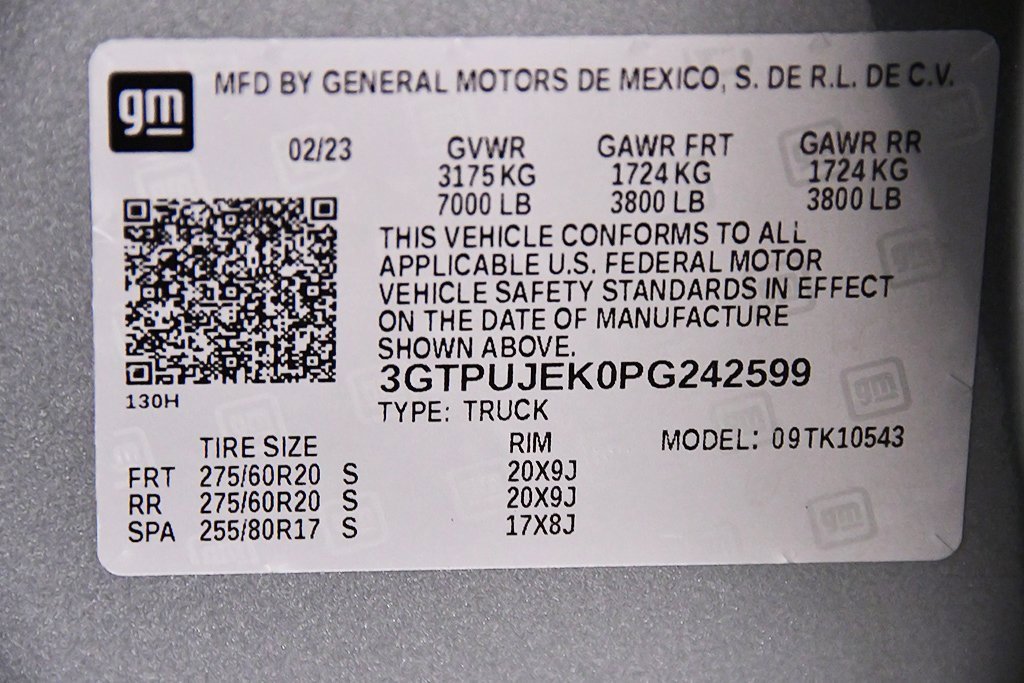 gm
MFD BY GENERAL MOTORS DE MEXICO, S. DE R.L. DE C.V.
02/23 GVWR GAWR FRT GAWR RR
3175 KG 1724 KG 1724 KG
7000 LB 3800 LB 3800 LB
THIS VEHICLE CONFORMS TO ALL
APPLICABLE U.S. FEDERAL MOTOR
VEHICLE SAFETY STANDARDS IN EFFECT
ON THE DATE OF MANUFACTURE
SHOWN ABOVE.
3GTPUJEK0PG242599
130H
TYPE: TRUCK
TIRE SIZE RIM MODEL: 09TK10543
FRT 275/60R20 S 20X9J
RR 275/60R20 S 20X9J
SPA 255/80R17 S 17X8J